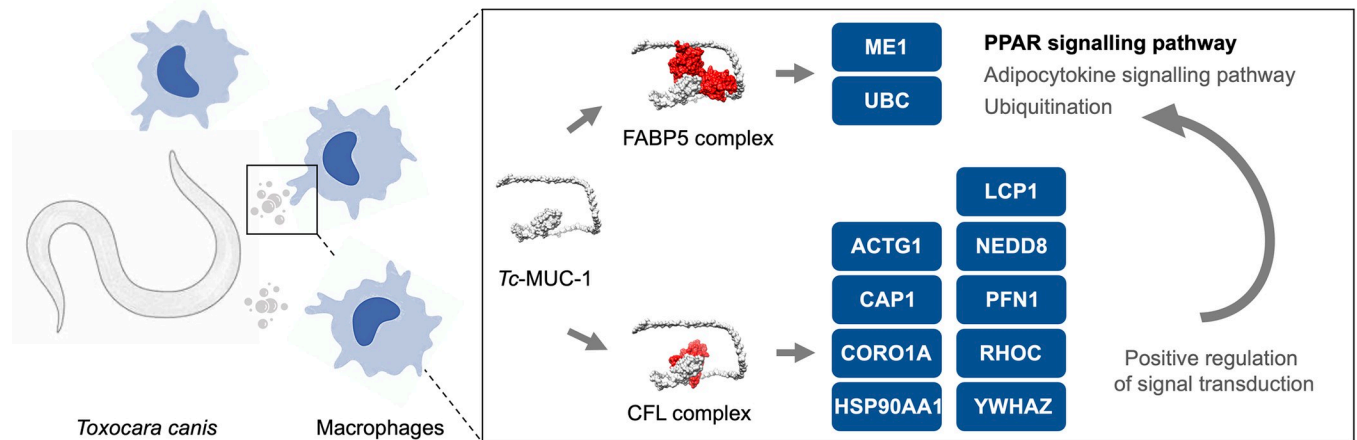 ME1
UBC
PPAR signalling pathway
Adipocytokine signalling pathway
Ubiquitination
FABP5 complex
Tc-MUC-1
LCP1
ACTG1
NEDD8
CAP1
PFN1
CORO1A
RHOC
HSP90AA1
YWHAZ
Positive regulation
of signal transduction
CFL complex
Toxocara canis
Macrophages